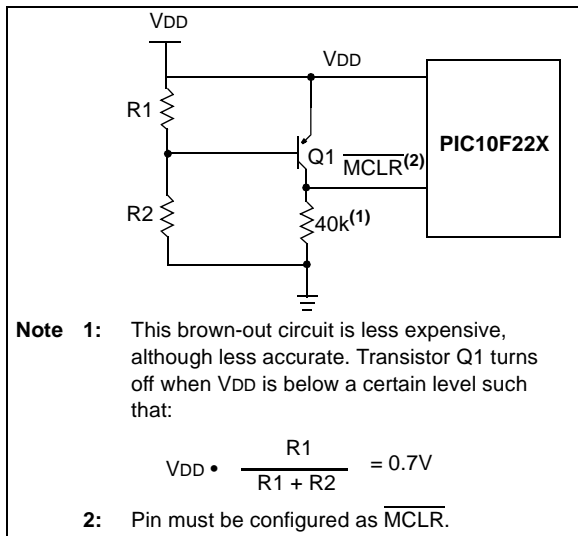 VDD
VDD
R1
Q1
MCLR(2)
PIC10F22X
R2
40k(1)
Note 1: This brown-out circuit is less expensive,
although less accurate. Transistor Q1 turns
off when VDD is below a certain level such
that:
VDD • R1 / R1 + R2 = 0.7V
2: Pin must be configured as MCLR.